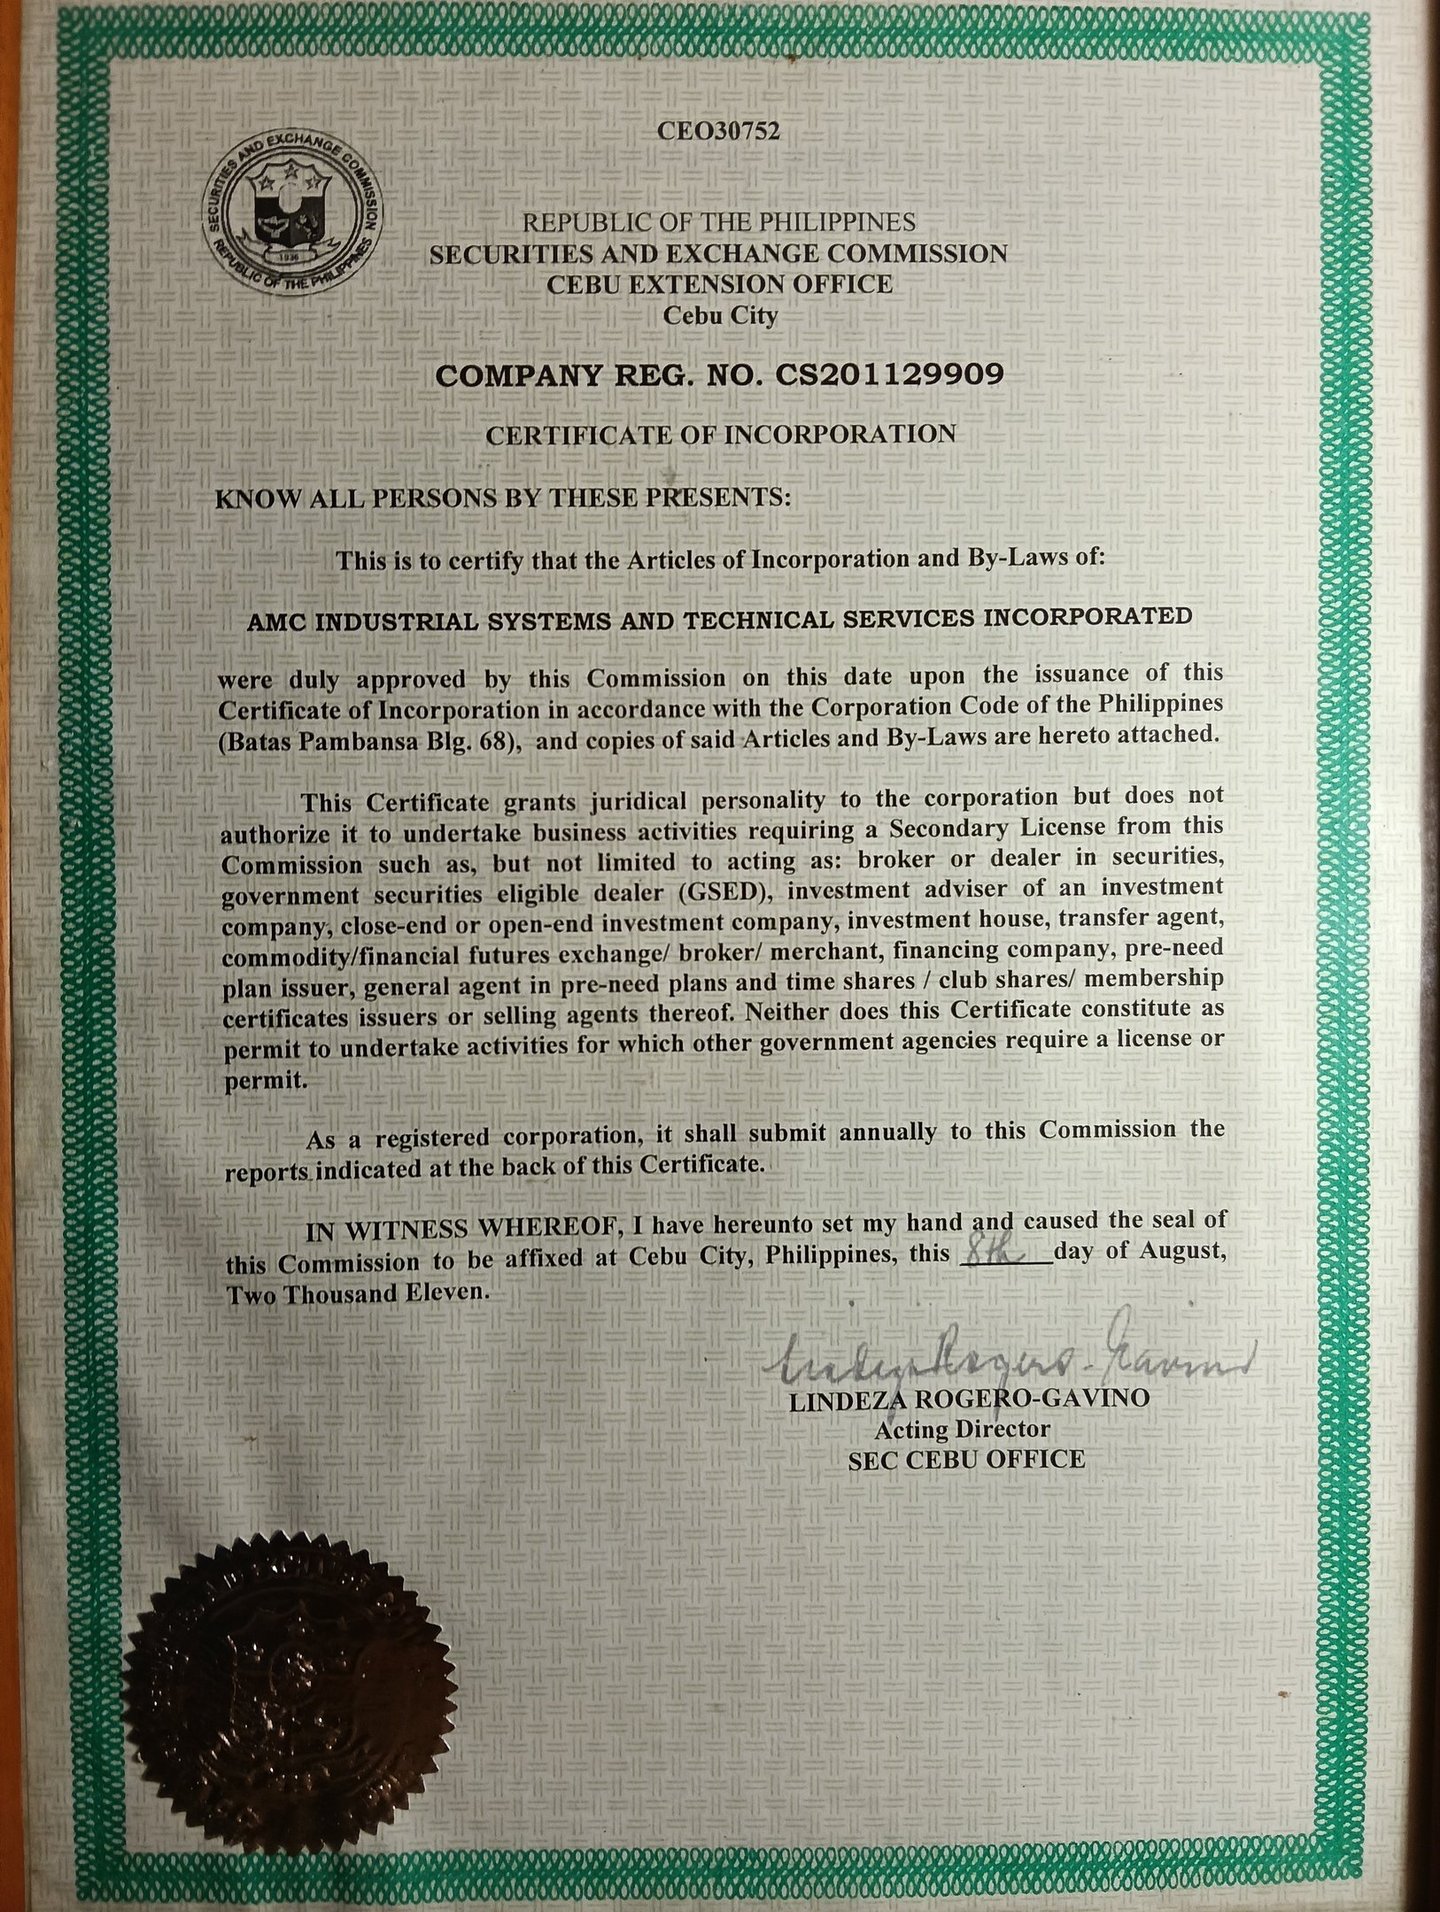 CEO30752
SECURITIES AND EXCHANGE COMMISSION
REPUBLIC OF THE PHILIPPINES
1936
REPUBLIC OF THE PHILIPPINES
SECURITIES AND EXCHANGE COMMISSION
CEBU EXTENSION OFFICE
Cebu City
COMPANY REG. NO. CS201129909
CERTIFICATE OF INCORPORATION
KNOW ALL PERSONS BY THESE PRESENTS:
This is to certify that the Articles of Incorporation and By-Laws of:
AMC INDUSTRIAL SYSTEMS AND TECHNICAL SERVICES INCORPORATED
were duly approved by this Commission on this date upon the issuance of this
Certificate of Incorporation in accordance with the Corporation Code of the Philippines
(Batas Pambansa Blg. 68), and copies of said Articles and By-Laws are hereto attached.
This Certificate grants juridical personality to the corporation but does not
authorize it to undertake business activities requiring a Secondary License from this
Commission such as, but not limited to acting as: broker or dealer in securities,
government securities eligible dealer (GSED), investment adviser of an investment
company, close-end or open-end investment company, investment house, transfer agent,
commodity/financial futures exchange/ broker/ merchant, financing company, pre-need
plan issuer, general agent in pre-need plans and time shares / club shares/ membership
certificates issuers or selling agents thereof. Neither does this Certificate constitute as
permit to undertake activities for which other government agencies require a license or
permit.
As a registered corporation, it shall submit annually to this Commission the
reports indicated at the back of this Certificate.
IN WITNESS WHEREOF, I have hereunto set my hand and caused the seal of
this Commission to be affixed at Cebu City, Philippines, this 8th day of August,
Two Thousand Eleven.
LINDEZA ROGERO-GAVINO
Acting Director
SEC CEBU OFFICE